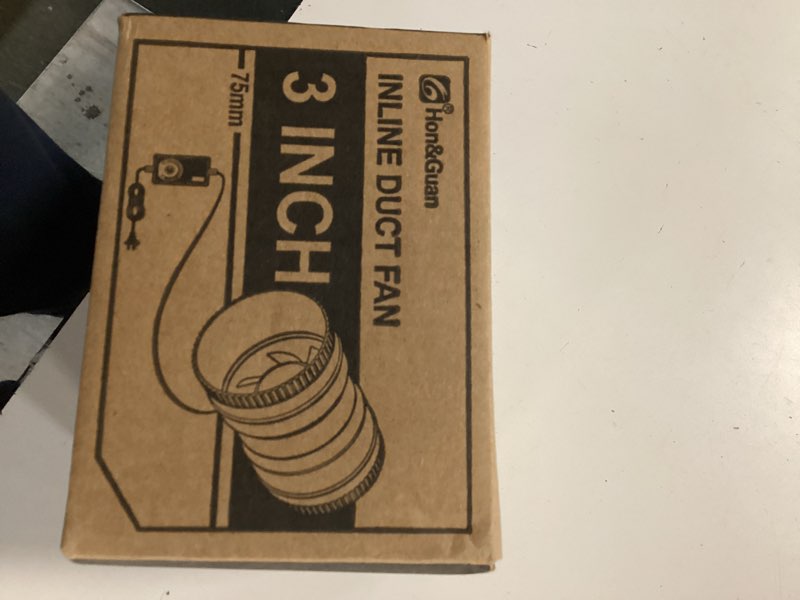 Hon&Guan®
INLINE DUCT FAN
3 INCH
75mm